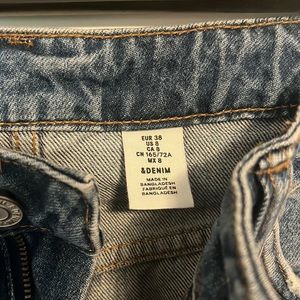 EUR 38
US 8
CA 8
CN 165/72A
MX 8
&DENIM
MADE IN
BANGLADESH
FABRIQUÉ EN
BANGLADESH